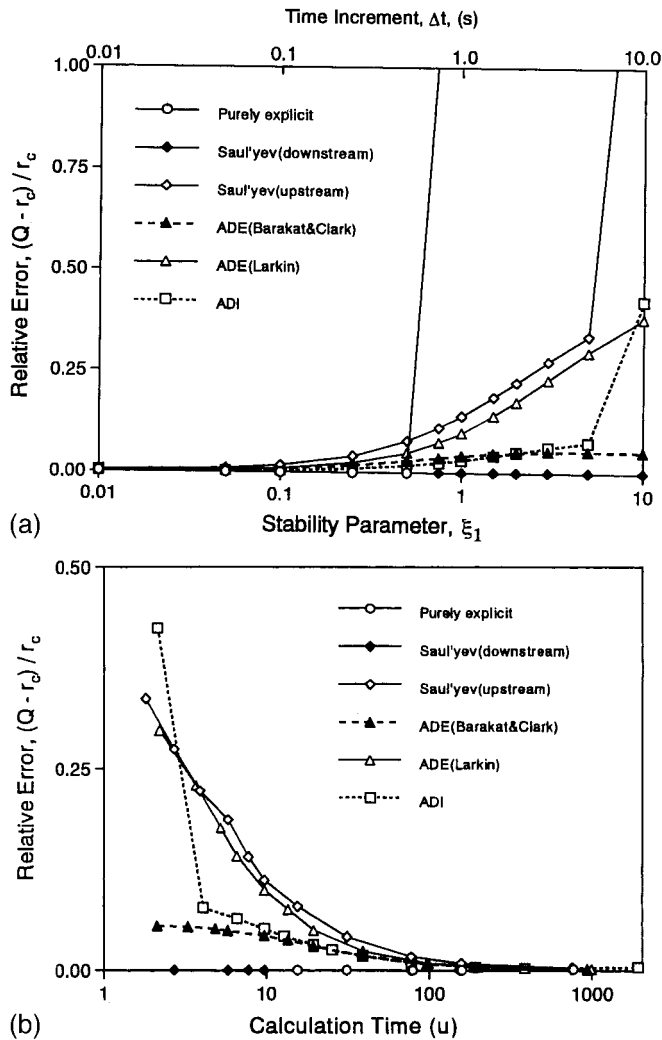 Time Increment, Δt, (s)
0.01 0.1 1.0 10.0
1.00
0.75
0.50
0.25
0.00
Relative Error, (Q - r_c) / r_c
Purely explicit
Saul'yev(downstream)
Saul'yev(upstream)
ADE(Barakat&Clark)
ADE(Larkin)
ADI
0.01 0.1 1 10
(a)
Stability Parameter, ξ₁
0.50
0.25
0.00
Relative Error, (Q - r_c) / r_c
Purely explicit
Saul'yev(downstream)
Saul'yev(upstream)
ADE(Barakat&Clark)
ADE(Larkin)
ADI
1 10 100 1000
(b)
Calculation Time (u)